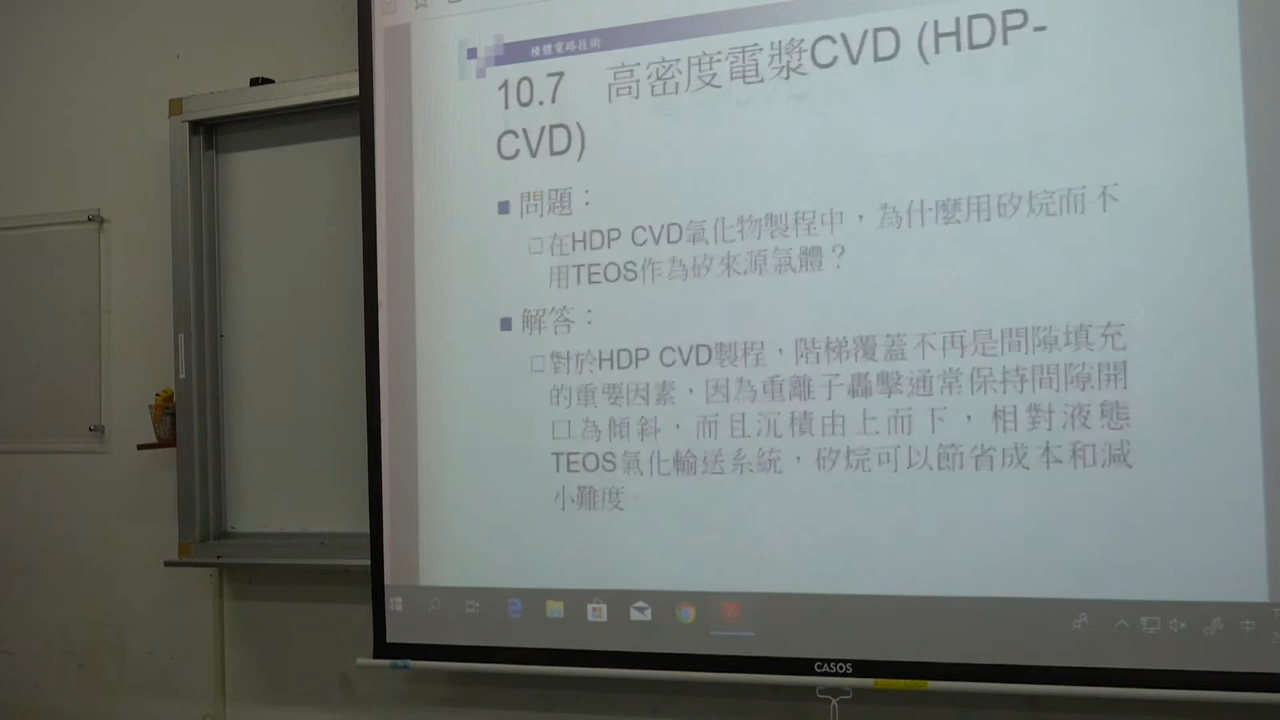 積體電路技術
10.7 高密度電漿CVD (HDP-
CVD)
■ 問題：
□在HDP CVD氧化物製程中，為什麼用矽烷而不
用TEOS作為矽來源氣體？
■ 解答：
□對於HDP CVD製程，階梯覆蓋不再是間隙填充
的重要因素，因為重離子轟擊通常保持間隙開
口為傾斜，而且沉積由上而下，相對液態
TEOS氧化輸送系統，矽烷可以節省成本和減
小難度
中
CASOS